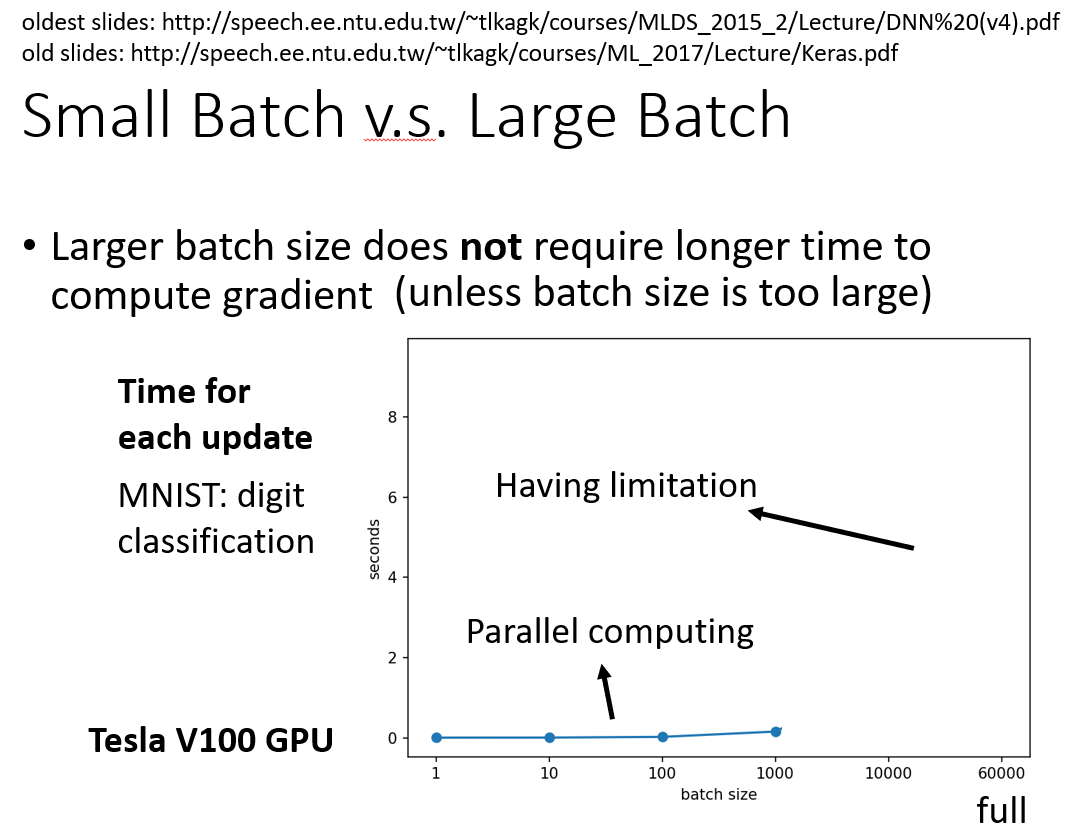 oldest slides: http://speech.ee.ntu.edu.tw/~tlkagk/courses/MLDS_2015_2/Lecture/DNN%20(v4).pdf
old slides: http://speech.ee.ntu.edu.tw/~tlkagk/courses/ML_2017/Lecture/Keras.pdf
Small Batch v.s. Large Batch
• Larger batch size does not require longer time to
compute gradient (unless batch size is too large)
Time for
each update
MNIST: digit
classification
Tesla V100 GPU
seconds
8
6
4
2
0
Having limitation
Parallel computing
1 10 100 1000 10000 60000
batch size
full